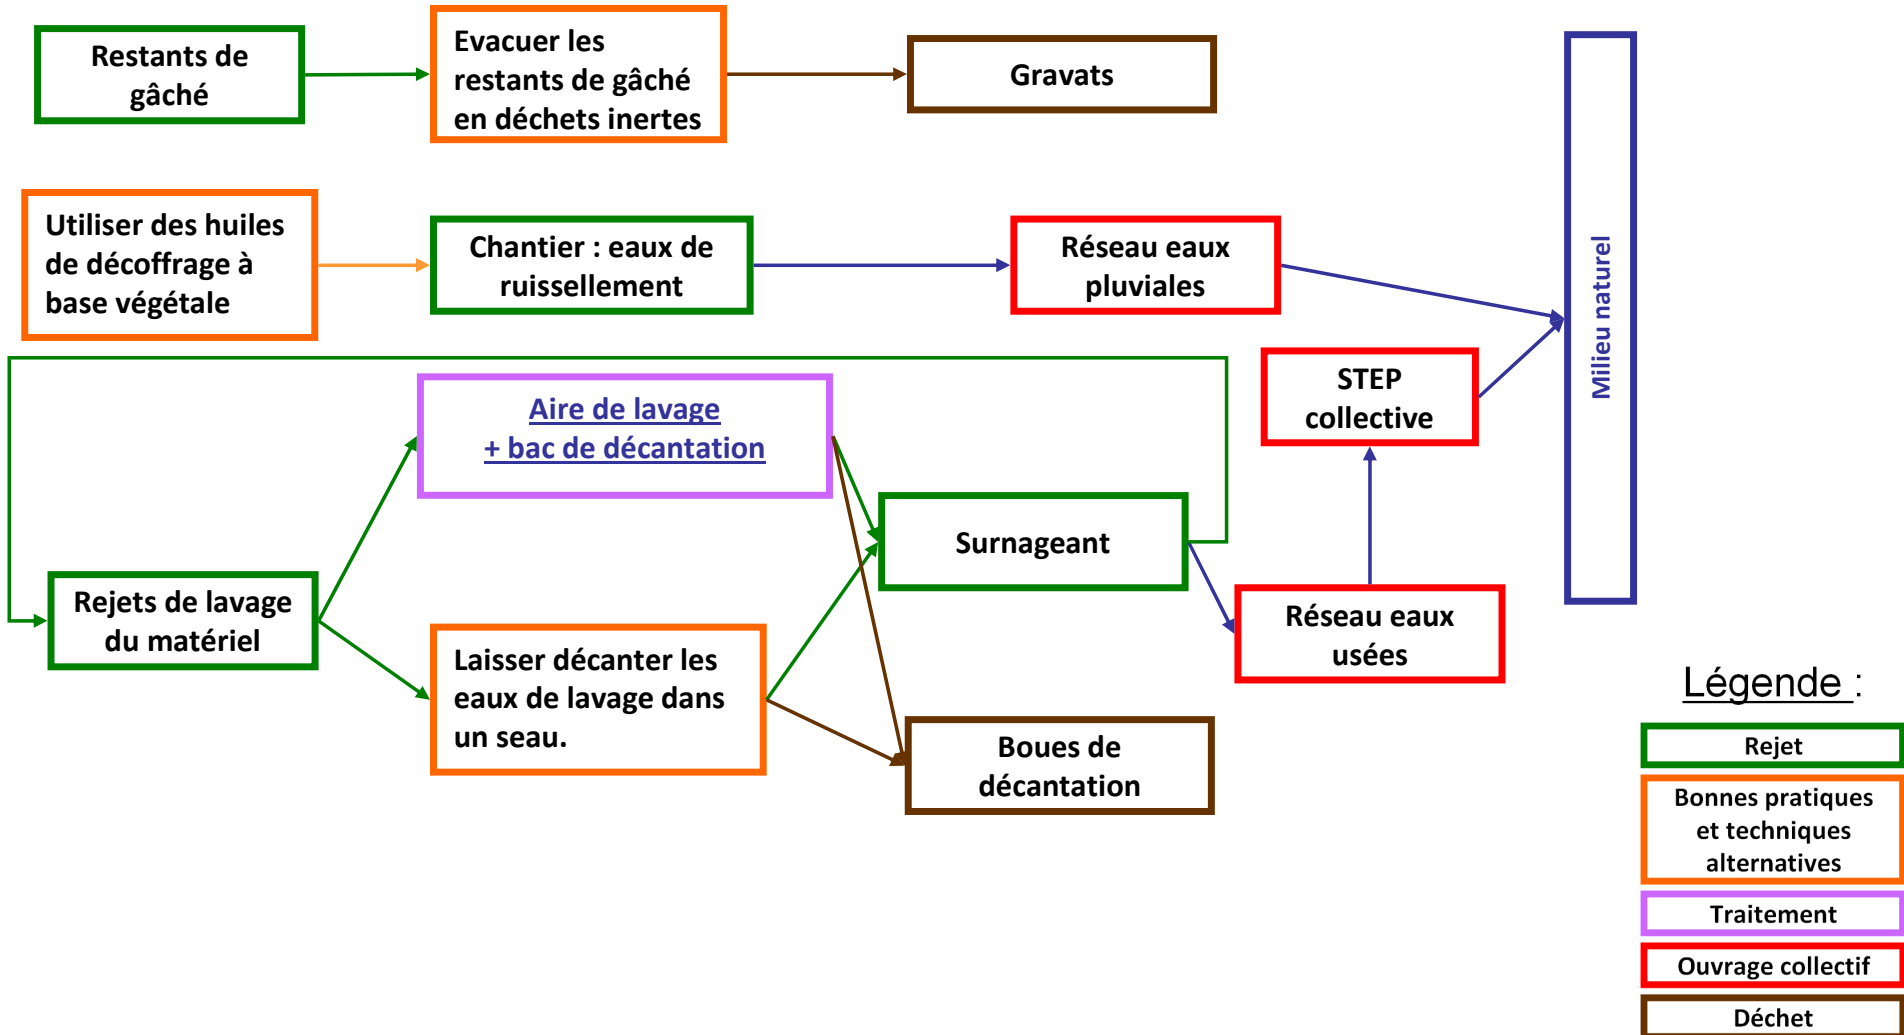 Restants de
gâché
Evacuer les
restants de gâché
en déchets inertes
Gravats
Utiliser des huiles
de décoffrage à
base végétale
Chantier : eaux de
ruissellement
Réseau eaux
pluviales
Milieu naturel
STEP
collective
Aire de lavage
+ bac de décantation
Surnageant
Rejets de lavage
du matériel
Réseau eaux
usées
Laisser décanter les
eaux de lavage dans
un seau.
Boues de
décantation
Légende :
Rejet
Bonnes pratiques
et techniques
alternatives
Traitement
Ouvrage collectif
Déchet